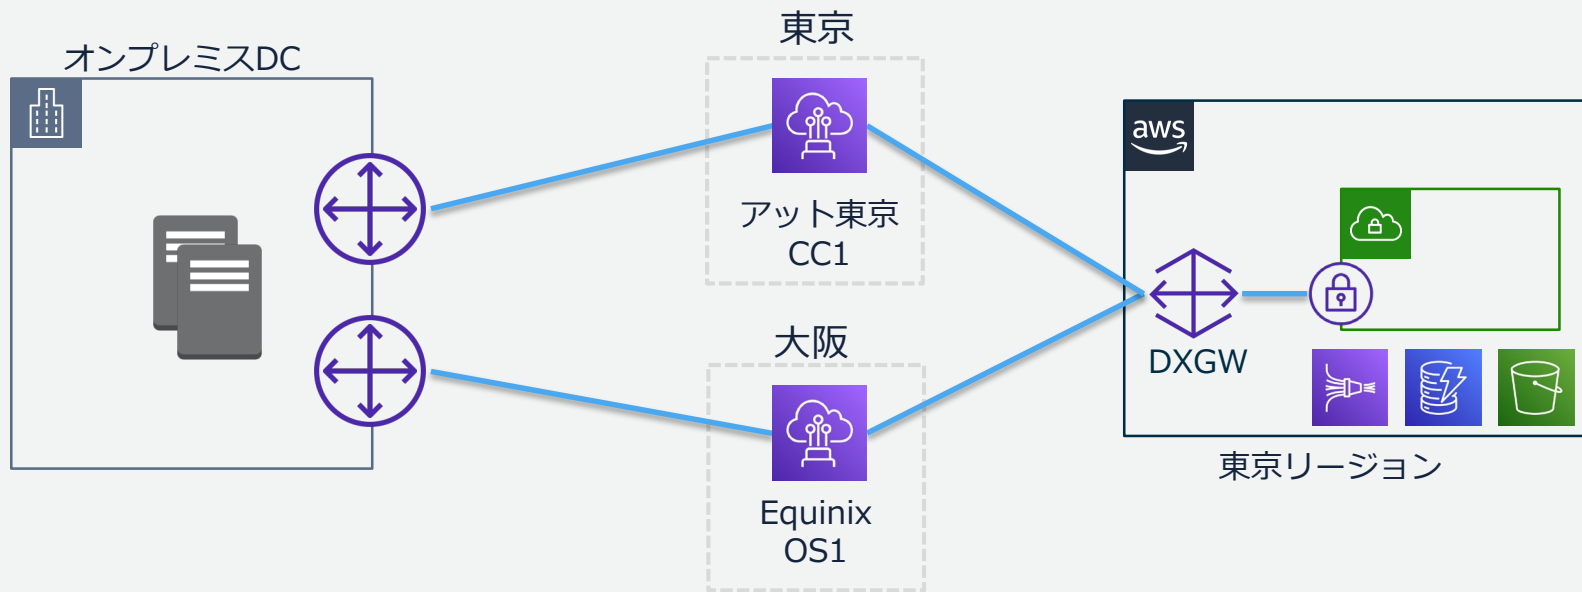 オンプレミスDC
東京
アット東京
CC1
大阪
Equinix
OS1
aws
DXGW
東京リージョン